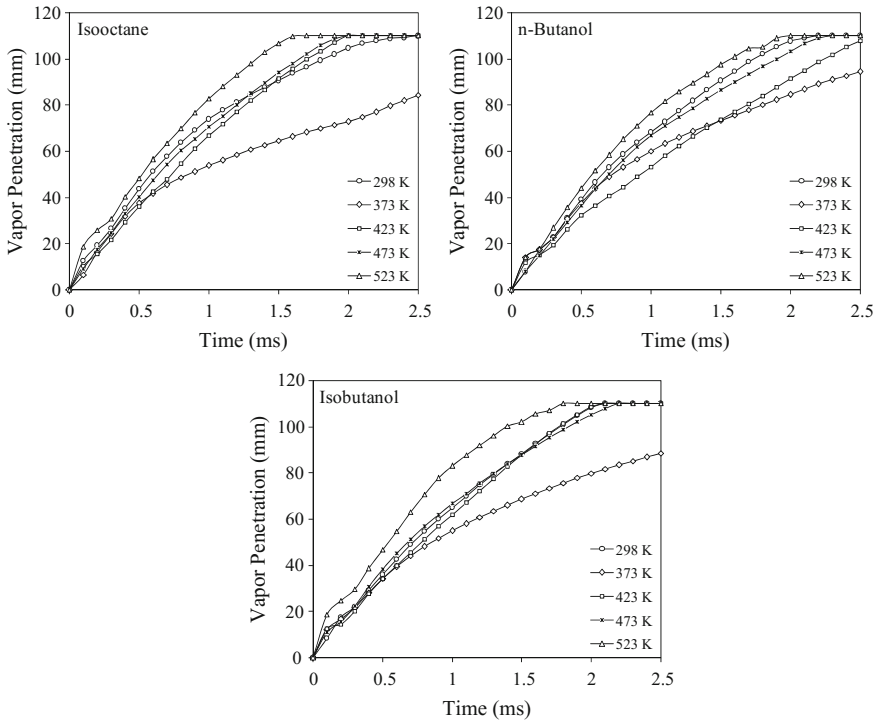 Isooctane
Vapor Penetration (mm)
120
100
80
60
40
20
0
0 0.5 1 1.5 2 2.5
Time (ms)
298 K
373 K
423 K
473 K
523 K
n-Butanol
Vapor Penetration (mm)
120
100
80
60
40
20
0
0 0.5 1 1.5 2 2.5
Time (ms)
298 K
373 K
423 K
473 K
523 K
Isobutanol
Vapor Penetration (mm)
120
100
80
60
40
20
0
0 0.5 1 1.5 2 2.5
Time (ms)
298 K
373 K
423 K
473 K
523 K